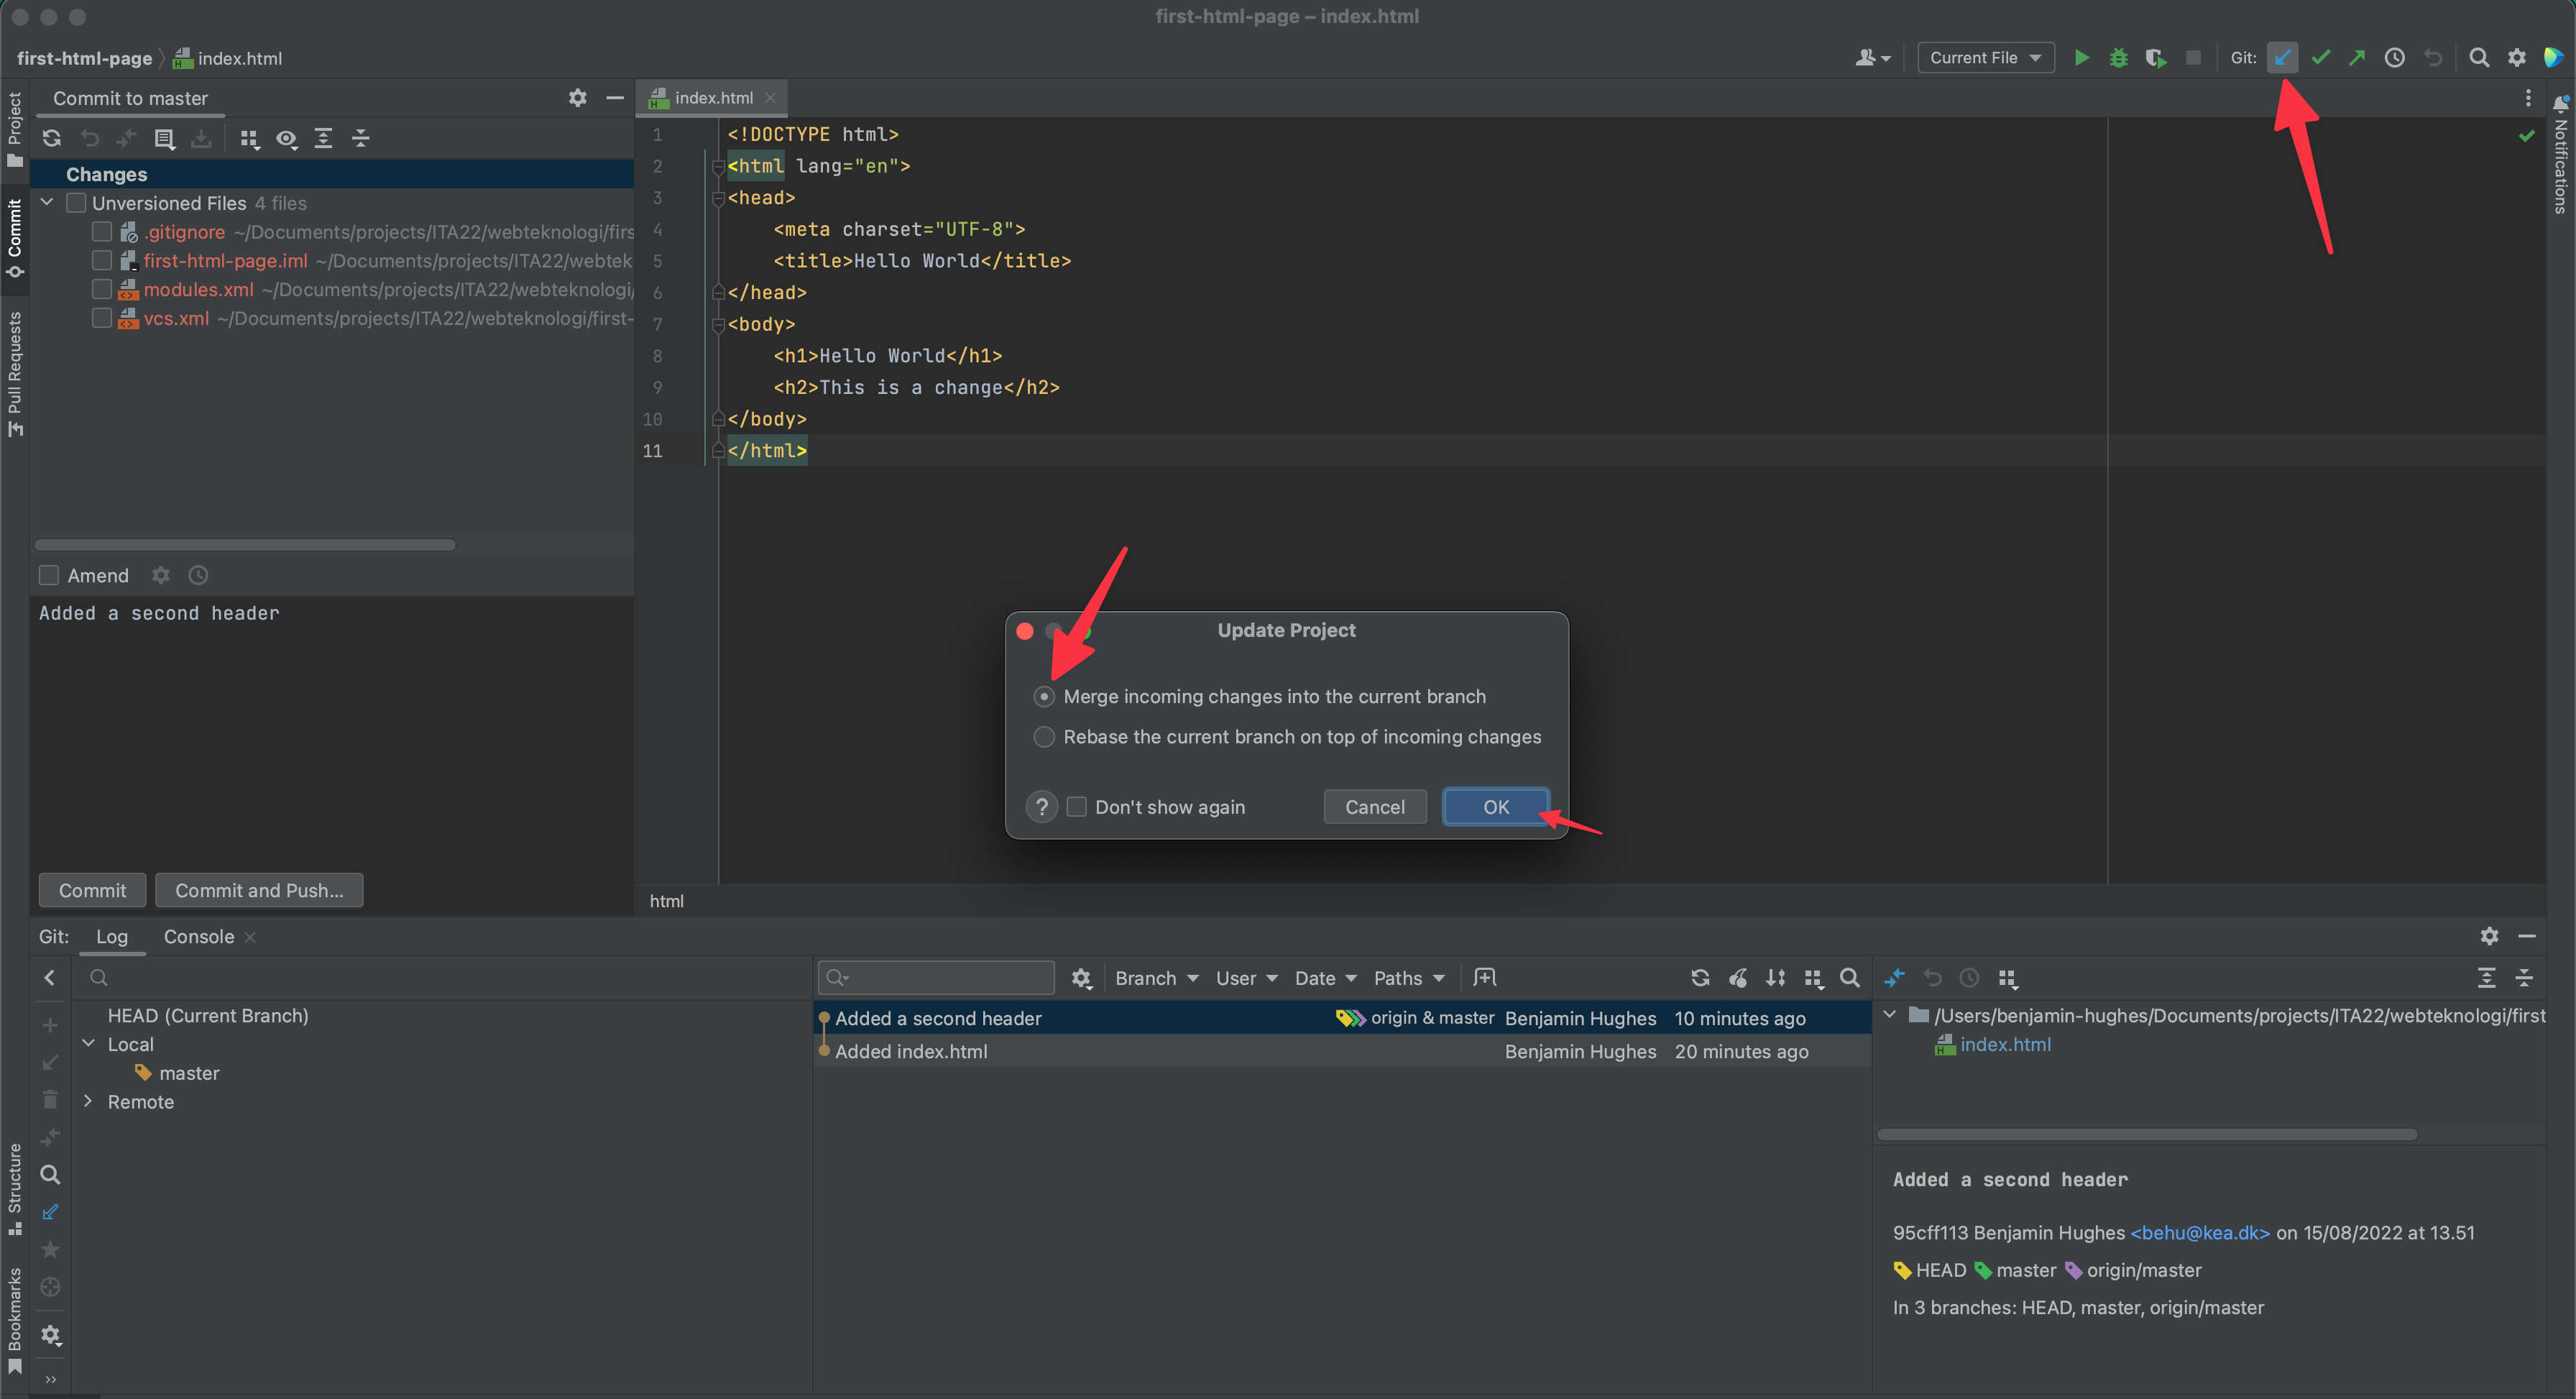 first-html-page – index.html
first-html-page
index.html
Current File
Git:
Project
Commit
Pull Requests
Structure
Bookmarks
Notifications
Commit to master
Changes
Unversioned Files 4 files
.gitignore ~/Documents/projects/ITA22/webteknologi/firs
first-html-page.iml ~/Documents/projects/ITA22/webtek
modules.xml ~/Documents/projects/ITA22/webteknologi/
vcs.xml ~/Documents/projects/ITA22/webteknologi/first-
Amend
Added a second header
Commit
Commit and Push...
index.html
1 <!DOCTYPE html>
2 <html lang="en">
3 <head>
4 <meta charset="UTF-8">
5 <title>Hello World</title>
6 </head>
7 <body>
8 <h1>Hello World</h1>
9 <h2>This is a change</h2>
10 </body>
11 </html>
html
Update Project
Merge incoming changes into the current branch
Rebase the current branch on top of incoming changes
? Don't show again
Cancel
OK
Git: Log Console
HEAD (Current Branch)
Local
master
Remote
Branch User Date Paths
Added a second header origin & master Benjamin Hughes 10 minutes ago
Added index.html Benjamin Hughes 20 minutes ago
/Users/benjamin-hughes/Documents/projects/ITA22/webteknologi/first
index.html
Added a second header
95cff113 Benjamin Hughes <behu@kea.dk> on 15/08/2022 at 13.51
HEAD master origin/master
In 3 branches: HEAD, master, origin/master